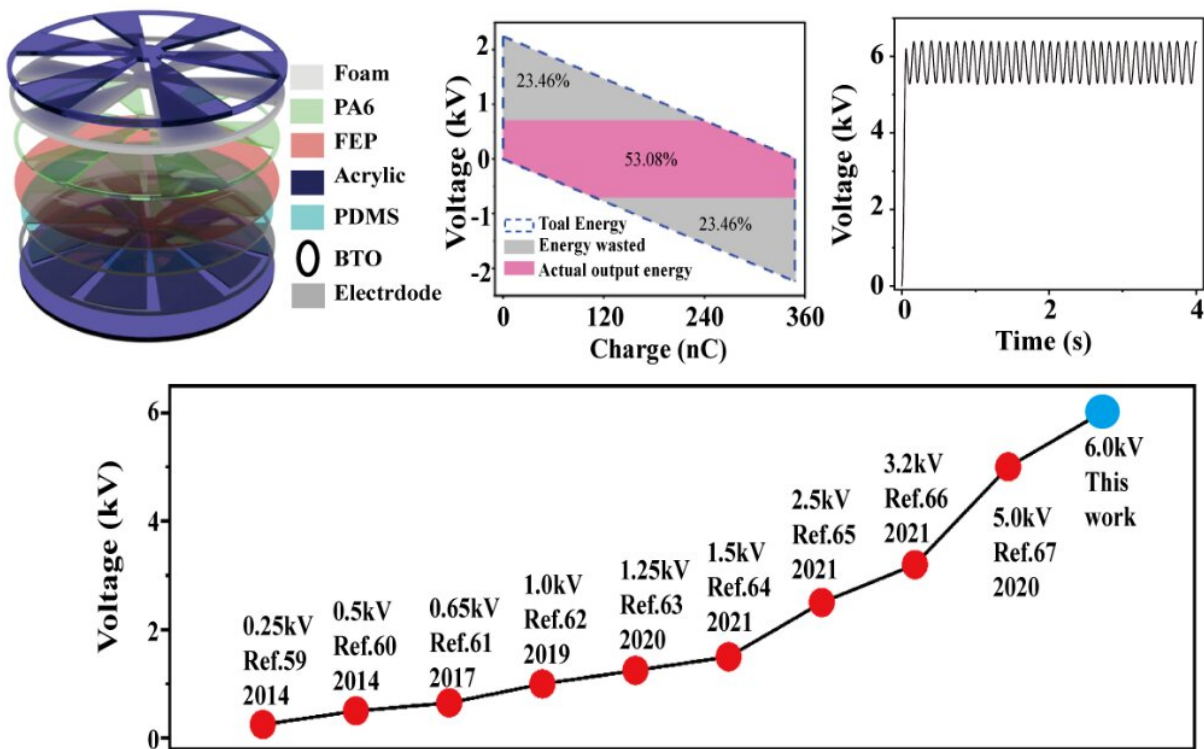 Foam
PA6
FEP
Acrylic
PDMS
BTO
Electrdode
Voltage (kV)
2
1
0
-1
-2
23.46%
53.08%
23.46%
Toal Energy
Energy wasted
Actual output energy
0
120
240
360
Charge (nC)
Voltage (kV)
6
4
2
0
0
2
4
Time (s)
Voltage (kV)
6
4
2
0
0.25kV
Ref.59
2014
0.5kV
Ref.60
2014
0.65kV
Ref.61
2017
1.0kV
Ref.62
2019
1.25kV
Ref.63
2020
1.5kV
Ref.64
2021
2.5kV
Ref.65
2021
3.2kV
Ref.66
2021
5.0kV
Ref.67
2020
6.0kV
This
work